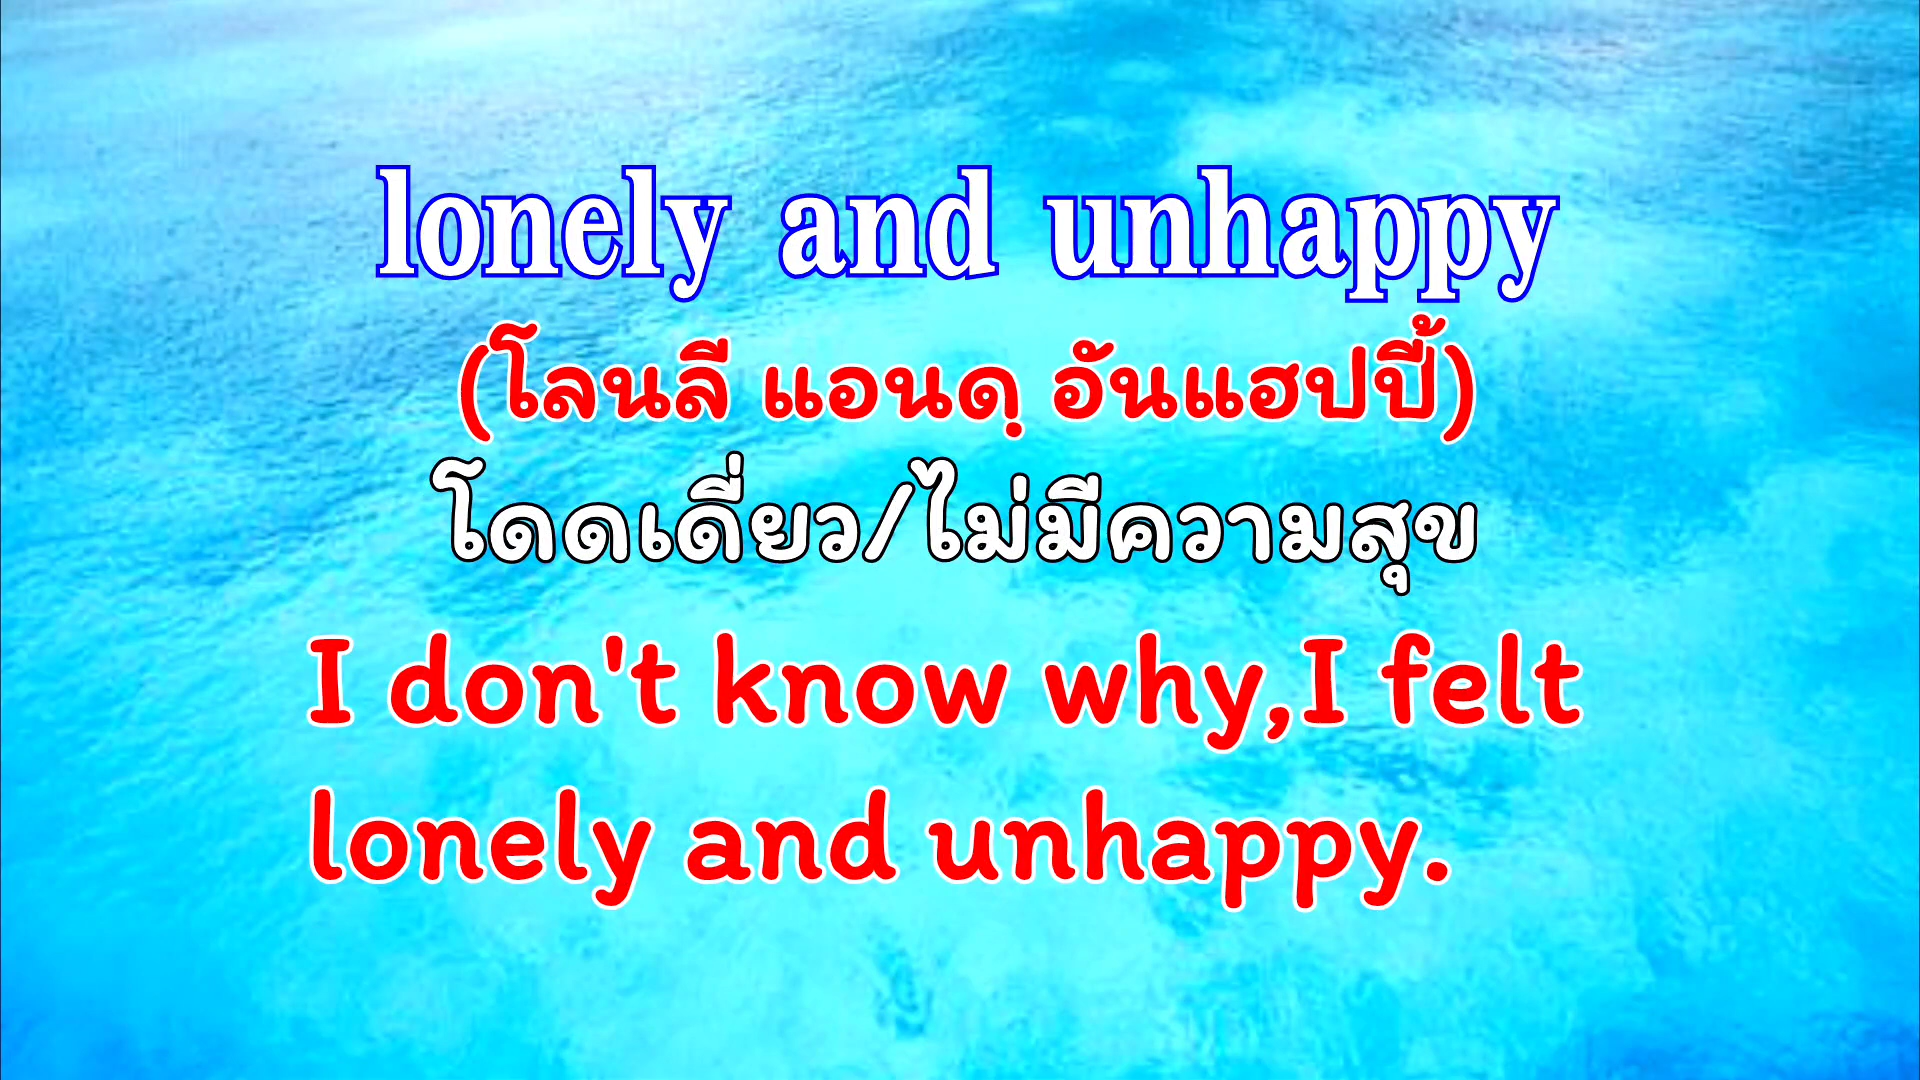 lonely and unhappy
(โลนลี แอนดฺ อันแฮปปี้)
โดดเดี่ยว/ไม่มีความสุข
I don't know why,I felt
lonely and unhappy.